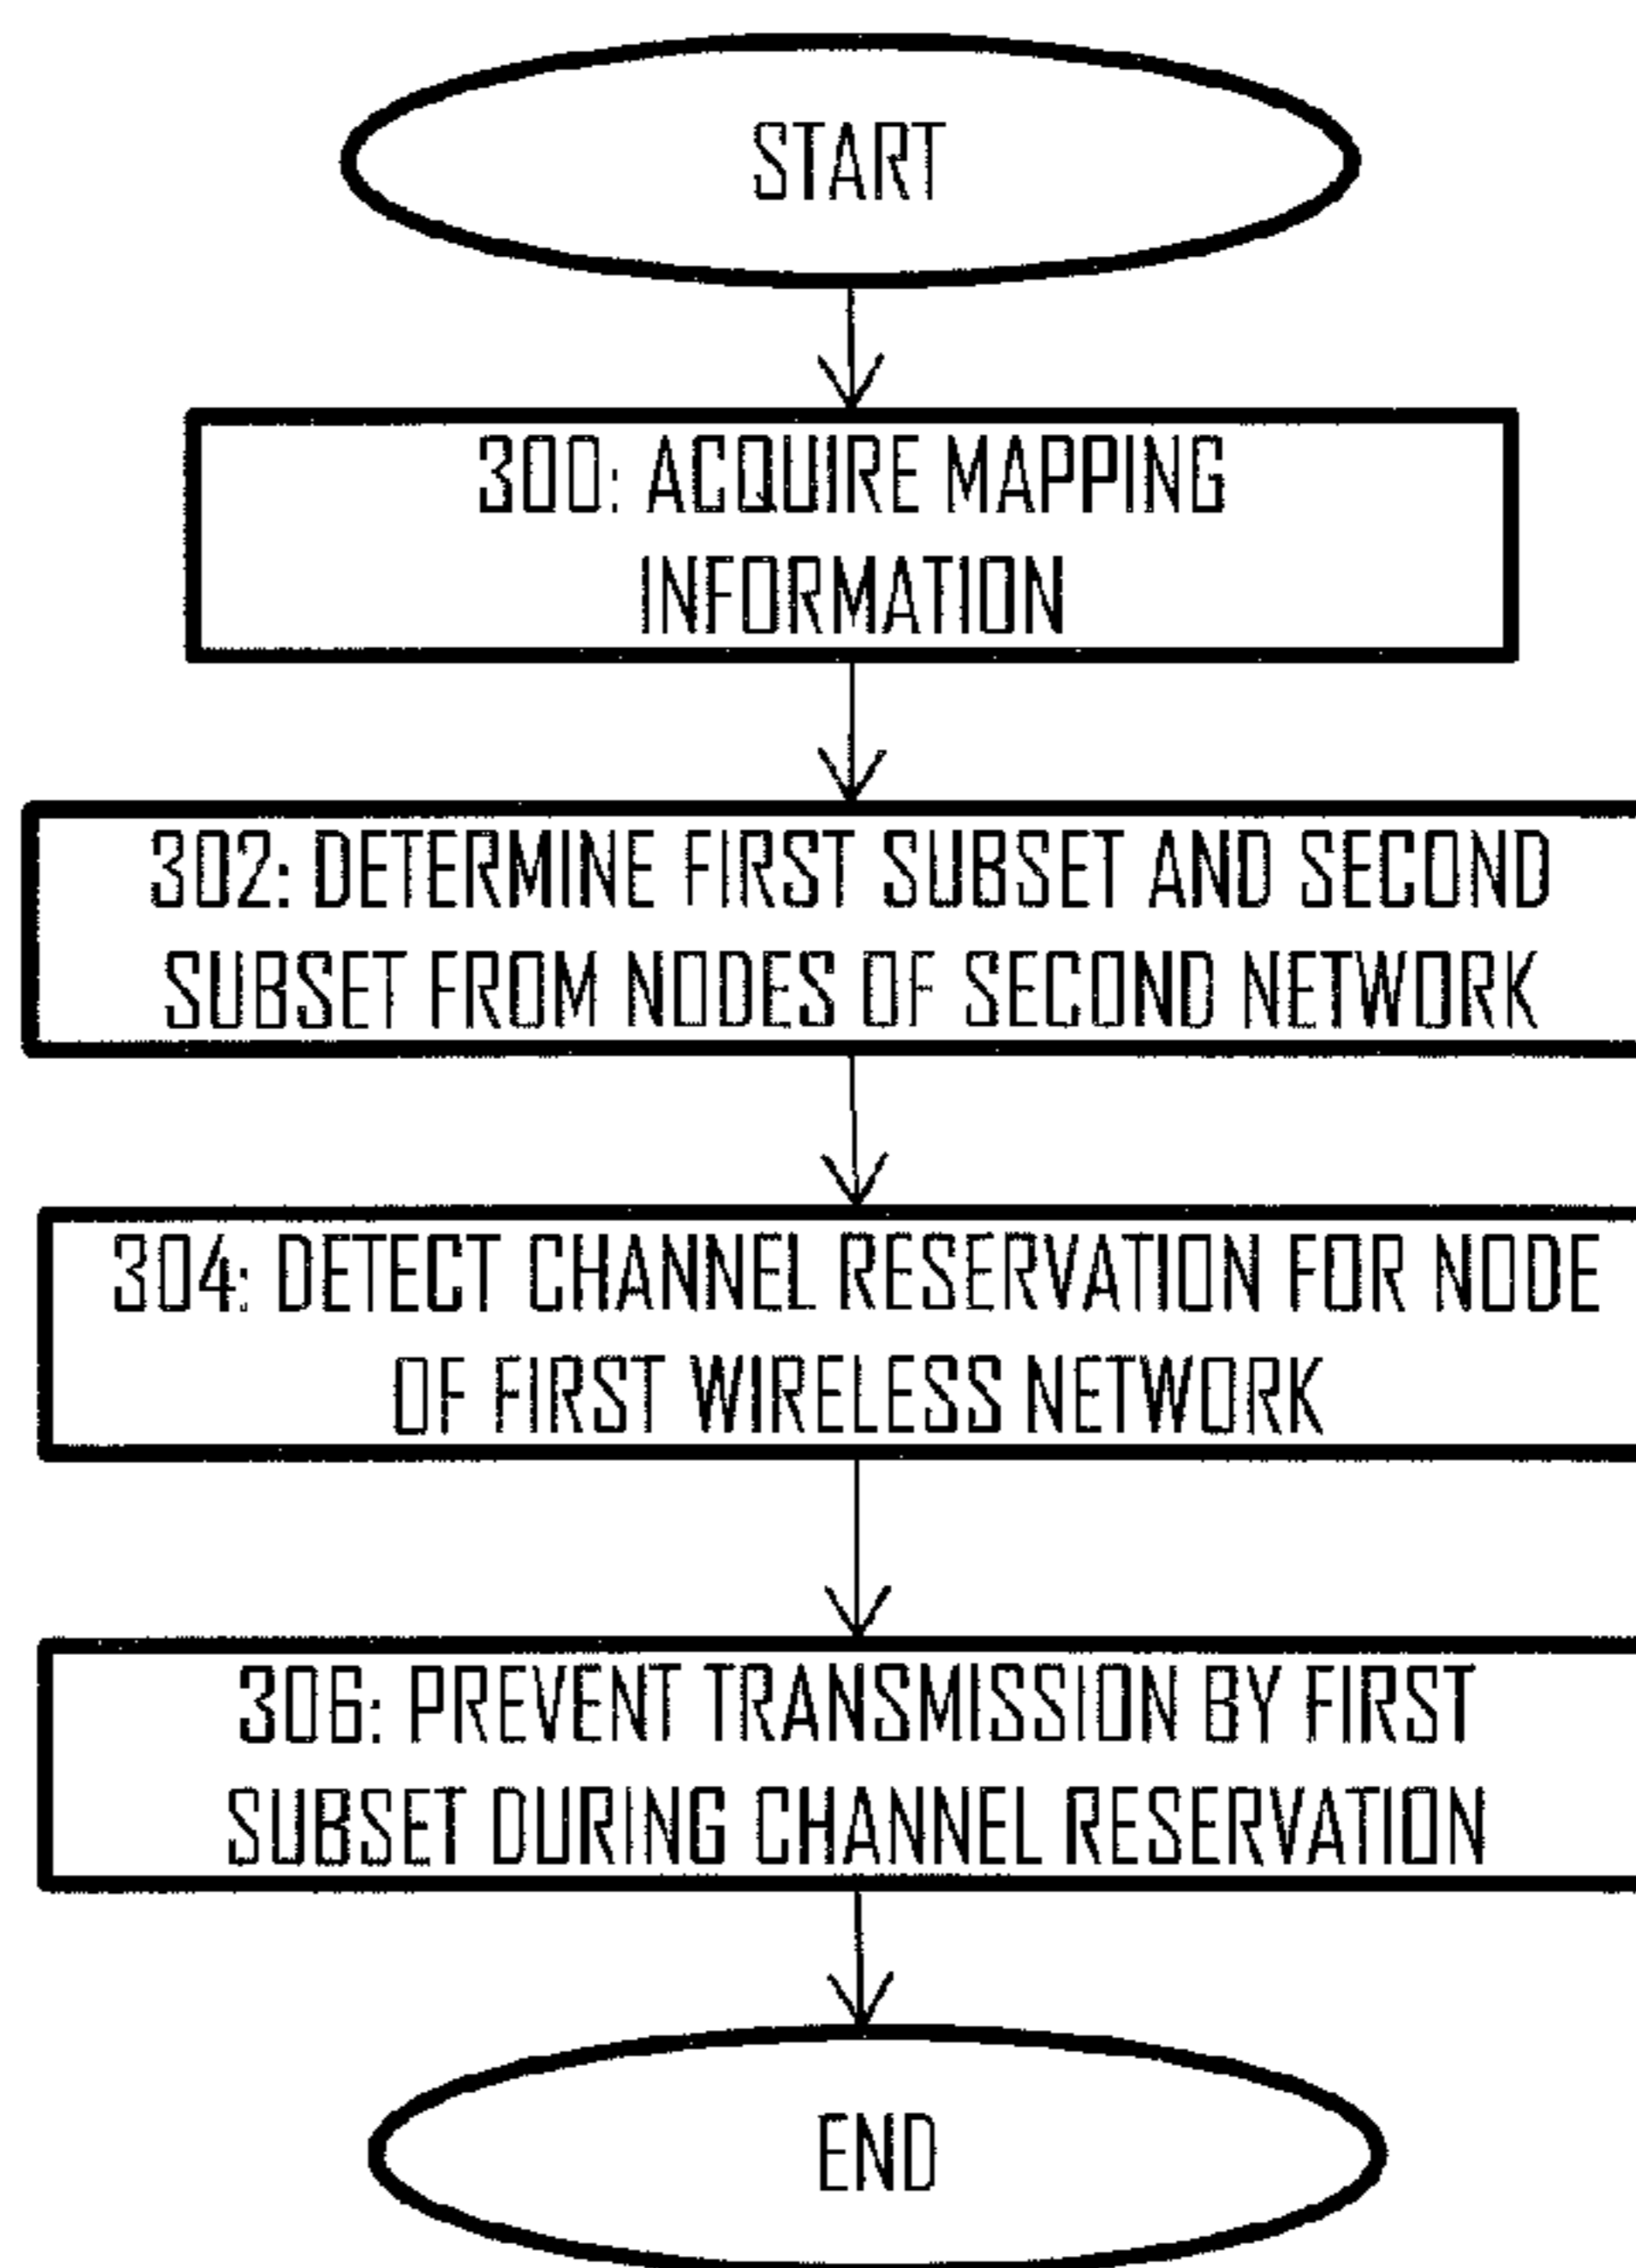 START
300: ACQUIRE MAPPING
INFORMATION
302: DETERMINE FIRST SUBSET AND SECOND
SUBSET FROM NODES OF SECOND NETWORK
304: DETECT CHANNEL RESERVATION FOR NODE
OF FIRST WIRELESS NETWORK
306: PREVENT TRANSMISSION BY FIRST
SUBSET DURING CHANNEL RESERVATION
END